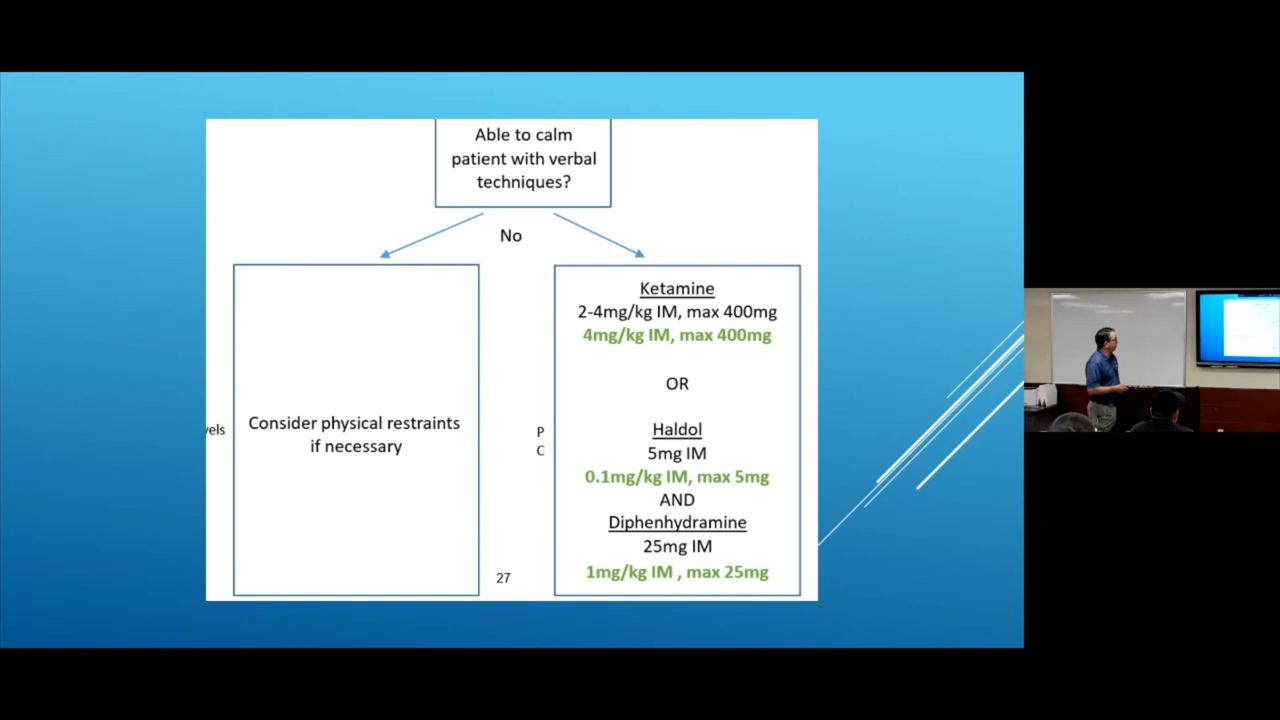 Able to calm
patient with verbal
techniques?
No
Ketamine
2-4mg/kg IM, max 400mg
4mg/kg IM, max 400mg
OR
vels
Consider physical restraints
if necessary
P
C
Haldol
5mg IM
0.1mg/kg IM, max 5mg
AND
Diphenhydramine
25mg IM
1mg/kg IM , max 25mg
27